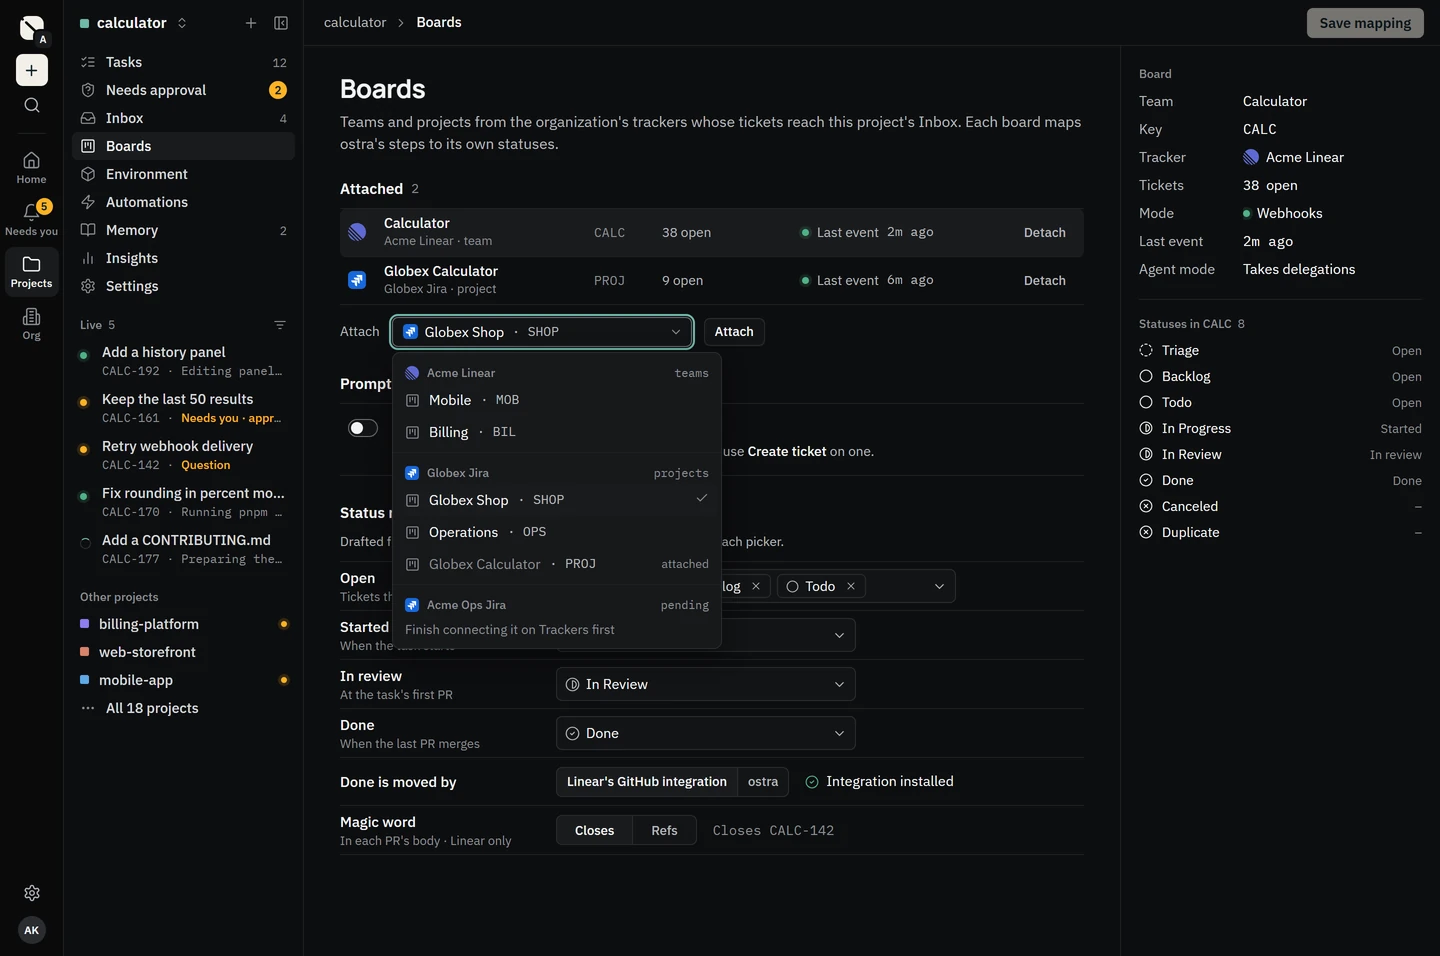 A
Home
5
Needs you
Projects
Org
AK
calculator
Tasks 12
Needs approval 2
Inbox 4
Boards
Environment
Automations
Memory 2
Insights
Settings
Live 5
Add a history panel
CALC-192 · Editing panel…
Keep the last 50 results
CALC-161 · Needs you · appr…
Retry webhook delivery
CALC-142 · Question
Fix rounding in percent mo…
CALC-170 · Running pnpm …
Add a CONTRIBUTING.md
CALC-177 · Preparing the…
Other projects
billing-platform
web-storefront
mobile-app
All 18 projects
calculator > Boards
Save mapping
Boards
Teams and projects from the organization's trackers whose tickets reach this project's Inbox. Each board maps
ostra's steps to its own statuses.
Attached 2
Calculator
Acme Linear · team
CALC 38 open Last event 2m ago Detach
Globex Calculator
Globex Jira · project
PROJ 9 open Last event 6m ago Detach
Attach Globex Shop · SHOP Attach
Acme Linear teams
Mobile · MOB
Billing · BIL
Globex Jira projects
Globex Shop · SHOP
Operations · OPS
Globex Calculator · PROJ attached
Acme Ops Jira pending
Finish connecting it on Trackers first
Prompt
use Create ticket on one.
Status
Drafted ach picker.
Open
Tickets
log × Todo ×
Started
When the task starts
In review
At the task's first PR
In Review
Done
When the last PR merges
Done
Done is moved by
Linear's GitHub integration ostra Integration installed
Magic word
In each PR's body · Linear only
Closes Refs Closes CALC-142
Board
Team Calculator
Key CALC
Tracker Acme Linear
Tickets 38 open
Mode Webhooks
Last event 2m ago
Agent mode Takes delegations
Statuses in CALC 8
Triage Open
Backlog Open
Todo Open
In Progress Started
In Review In review
Done Done
Canceled –
Duplicate –